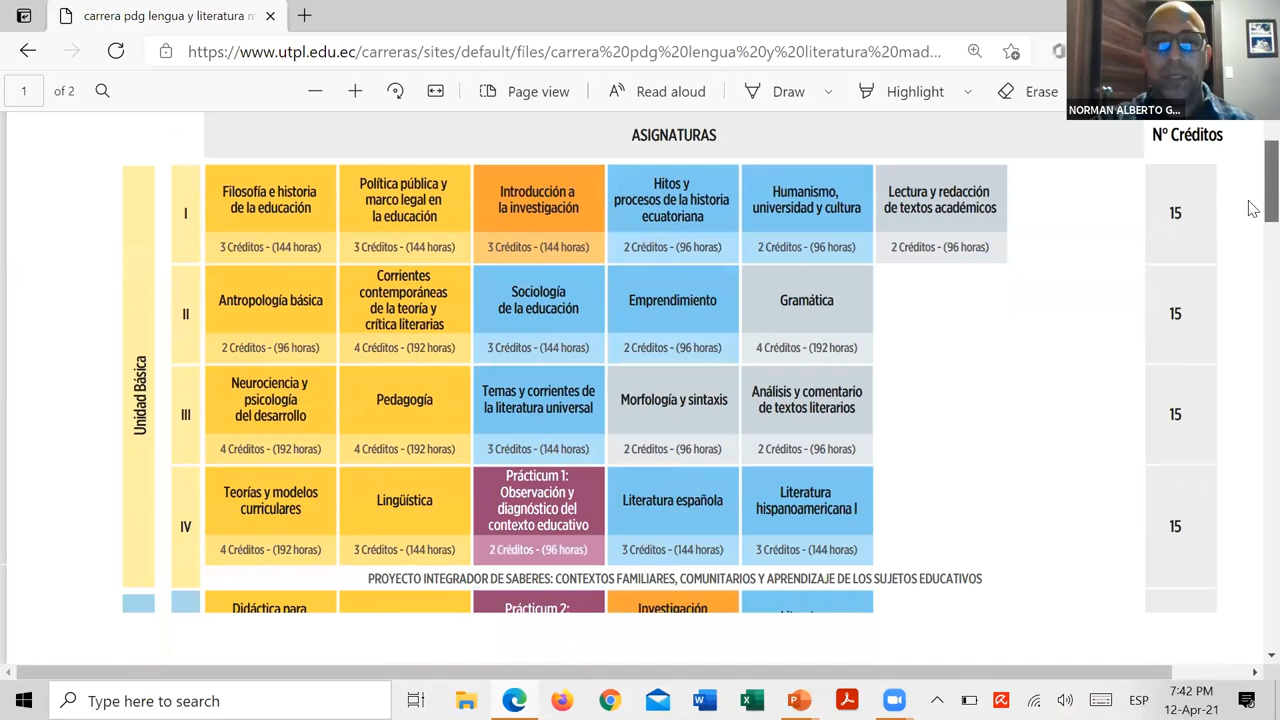 carrera pdg lengua y literatura m
https://www.utpl.edu.ec/carreras/sites/default/files/carrera%20pdg%20lengua%20y%20literatura%20mad...
1 of 2
Page view
Read aloud
Draw
Highlight
Erase
NORMAN ALBERTO G...
ASIGNATURAS
Nº Créditos
Unidad Básica
I
Filosofía e historia
de la educación
3 Créditos - (144 horas)
Política pública y
marco legal en
la educación
3 Créditos - (144 horas)
Introducción a
la investigación
3 Créditos - (144 horas)
Hitos y
procesos de la historia
ecuatoriana
2 Créditos - (96 horas)
Humanismo,
universidad y cultura
2 Créditos - (96 horas)
Lectura y redacción
de textos académicos
2 Créditos - (96 horas)
15
II
Antropología básica
2 Créditos - (96 horas)
Corrientes
contemporáneas
de la teoría y
crítica literarias
4 Créditos - (192 horas)
Sociología
de la educación
3 Créditos - (144 horas)
Emprendimiento
2 Créditos - (96 horas)
Gramática
4 Créditos - (192 horas)
15
III
Neurociencia y
psicología
del desarrollo
4 Créditos - (192 horas)
Pedagogía
4 Créditos - (192 horas)
Temas y corrientes de
la literatura universal
3 Créditos - (144 horas)
Morfología y sintaxis
2 Créditos - (96 horas)
Análisis y comentario
de textos literarios
2 Créditos - (96 horas)
15
IV
Teorías y modelos
curriculares
4 Créditos - (192 horas)
Lingüística
3 Créditos - (144 horas)
Prácticum 1:
Observación y
diagnóstico del
contexto educativo
2 Créditos - (96 horas)
Literatura española
3 Créditos - (144 horas)
Literatura
hispanoamericana I
3 Créditos - (144 horas)
15
PROYECTO INTEGRADOR DE SABERES: CONTEXTOS FAMILIARES, COMUNITARIOS Y APRENDIZAJE DE LOS SUJETOS EDUCATIVOS
Didáctica para
Prácticum 2:
Investigación
Type here to search
ESP
7:42 PM
12-Apr-21